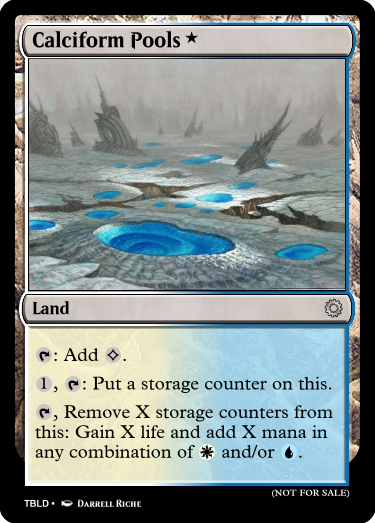 Calciform Pools ★
Land
: Add .
1, : Put a storage counter on this.
, Remove X storage counters from
this: Gain X life and add X mana in
any combination of and/or .
(NOT FOR SALE)
TBLD • Darrell Riche